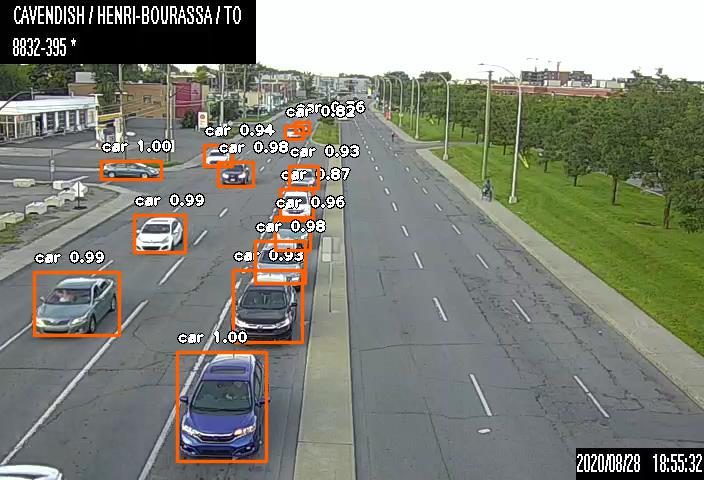 CAVENDISH / HENRI-BOURASSA / TO
8832-395 *
car 0.82
car 0.94
car 1.00
car 0.98
car 0.93
0.87
car 0.99
car 0.96
car 0.98
car 0.99
car 0.93
car 1.00
2020/08/28 18:55:32